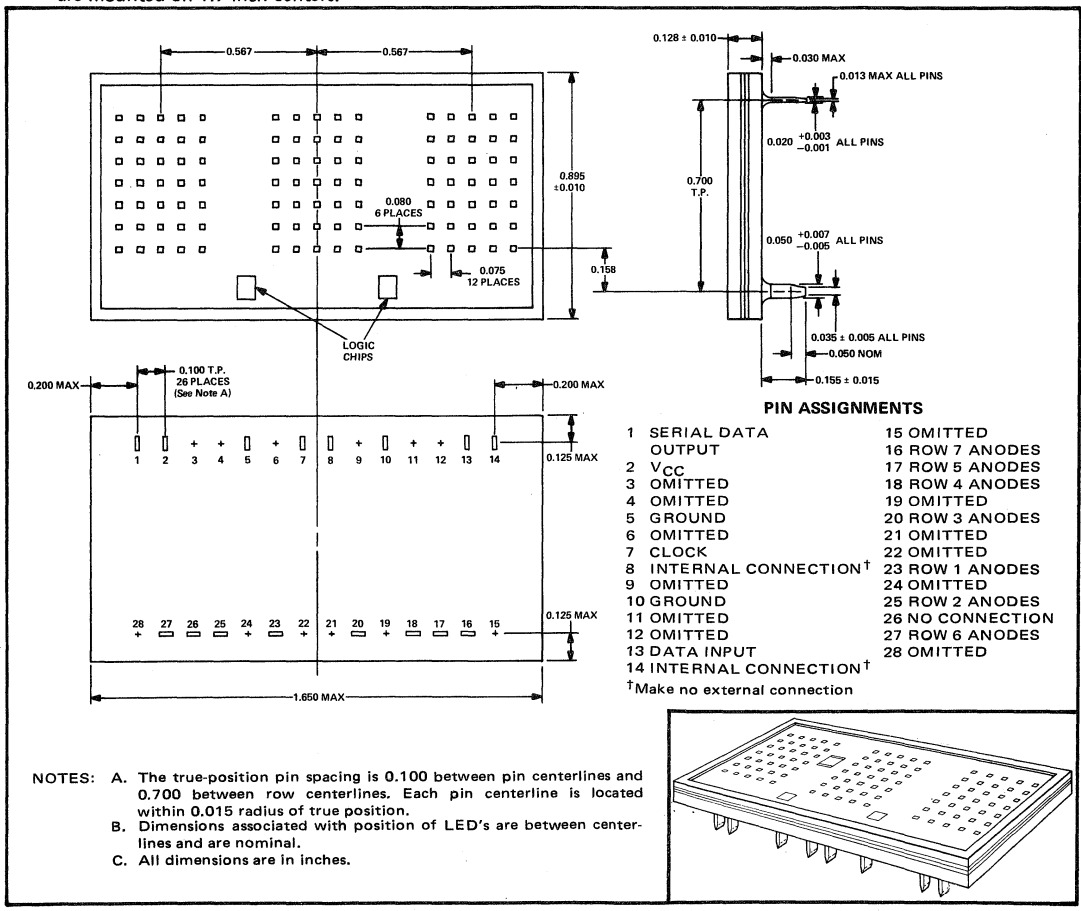 0.567
0.567
0.895
±0.010
0.080
6 PLACES
0.075
12 PLACES
0.158
LOGIC
CHIPS
0.128 ± 0.010
0.030 MAX
0.013 MAX ALL PINS
0.020 +0.003 −0.001 ALL PINS
0.700
T.P.
0.050 +0.007 −0.005 ALL PINS
0.035 ± 0.005 ALL PINS
0.050 NOM
0.155 ± 0.015
0.200 MAX
0.100 T.P.
26 PLACES
(See Note A)
0.200 MAX
0.125 MAX
1 2 3 4 5 6 7 8 9 10 11 12 13 14
0.125 MAX
28 27 26 25 24 23 22 21 20 19 18 17 16 15
1.650 MAX
PIN ASSIGNMENTS
1 SERIAL DATA
OUTPUT
2 VCC
3 OMITTED
4 OMITTED
5 GROUND
6 OMITTED
7 CLOCK
8 INTERNAL CONNECTION†
9 OMITTED
10 GROUND
11 OMITTED
12 OMITTED
13 DATA INPUT
14 INTERNAL CONNECTION†
15 OMITTED
16 ROW 7 ANODES
17 ROW 5 ANODES
18 ROW 4 ANODES
19 OMITTED
20 ROW 3 ANODES
21 OMITTED
22 OMITTED
23 ROW 1 ANODES
24 OMITTED
25 ROW 2 ANODES
26 NO CONNECTION
27 ROW 6 ANODES
28 OMITTED
†Make no external connection
NOTES: A. The true-position pin spacing is 0.100 between pin centerlines and
0.700 between row centerlines. Each pin centerline is located
within 0.015 radius of true position.
B. Dimensions associated with position of LED's are between center-
lines and are nominal.
C. All dimensions are in inches.